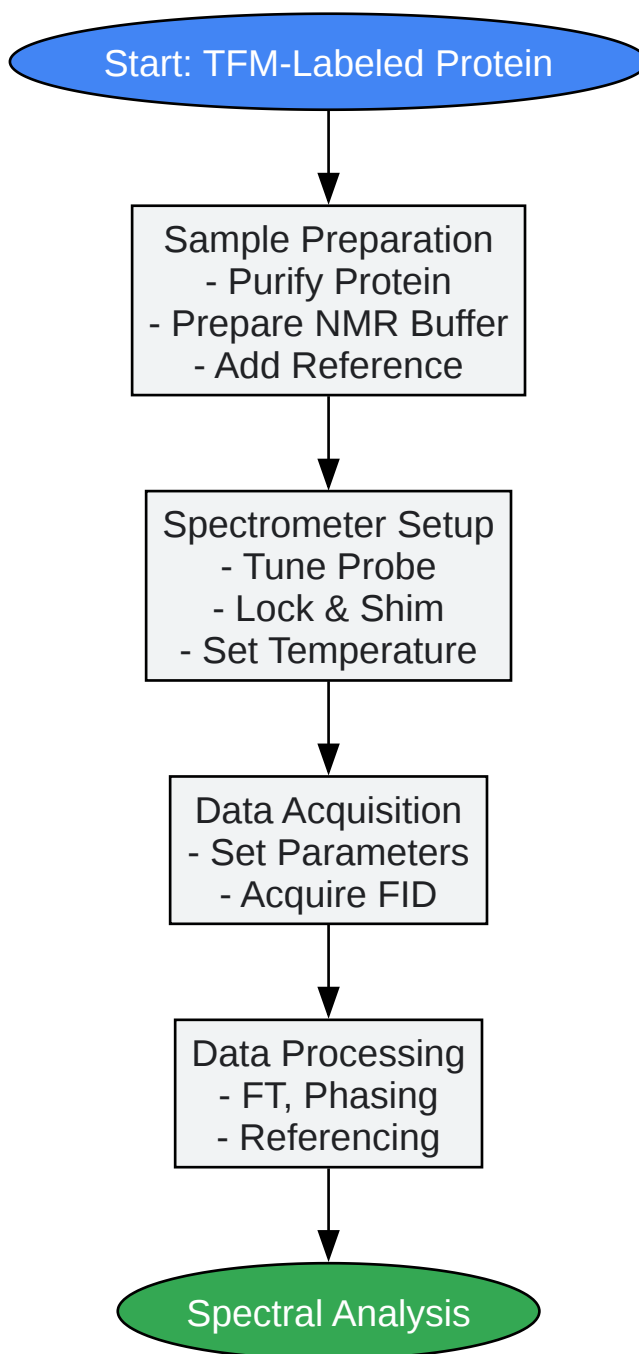 Start: TFM-Labeled Protein
Sample Preparation
- Purify Protein
- Prepare NMR Buffer
- Add Reference
Spectrometer Setup
- Tune Probe
- Lock & Shim
- Set Temperature
Data Acquisition
- Set Parameters
- Acquire FID
Data Processing
- FT, Phasing
- Referencing
Spectral Analysis